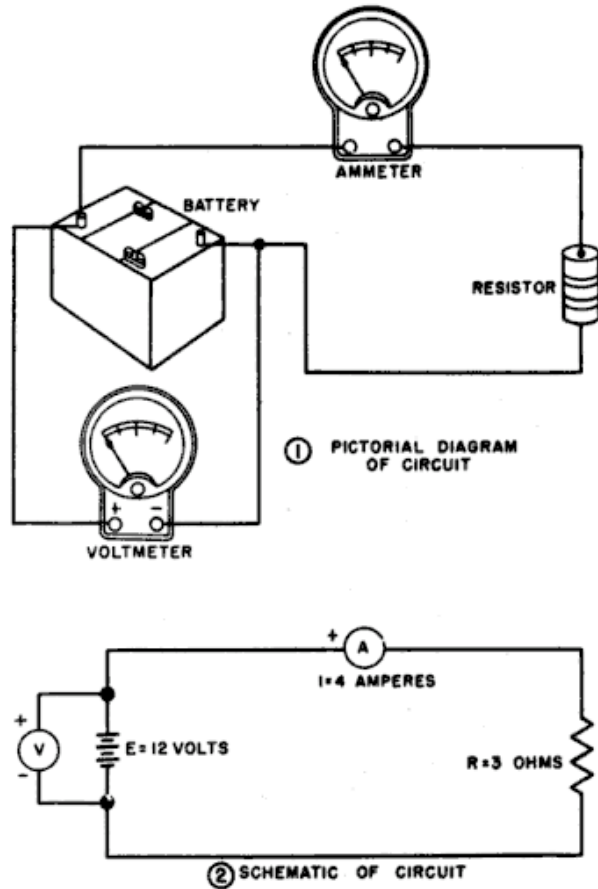 AMMETER
BATTERY
RESISTOR
① PICTORIAL DIAGRAM
OF CIRCUIT
+ -
VOLTMETER
+ A
I=4 AMPERES
+
V
-
E=12 VOLTS
R=3 OHMS
② SCHEMATIC OF CIRCUIT